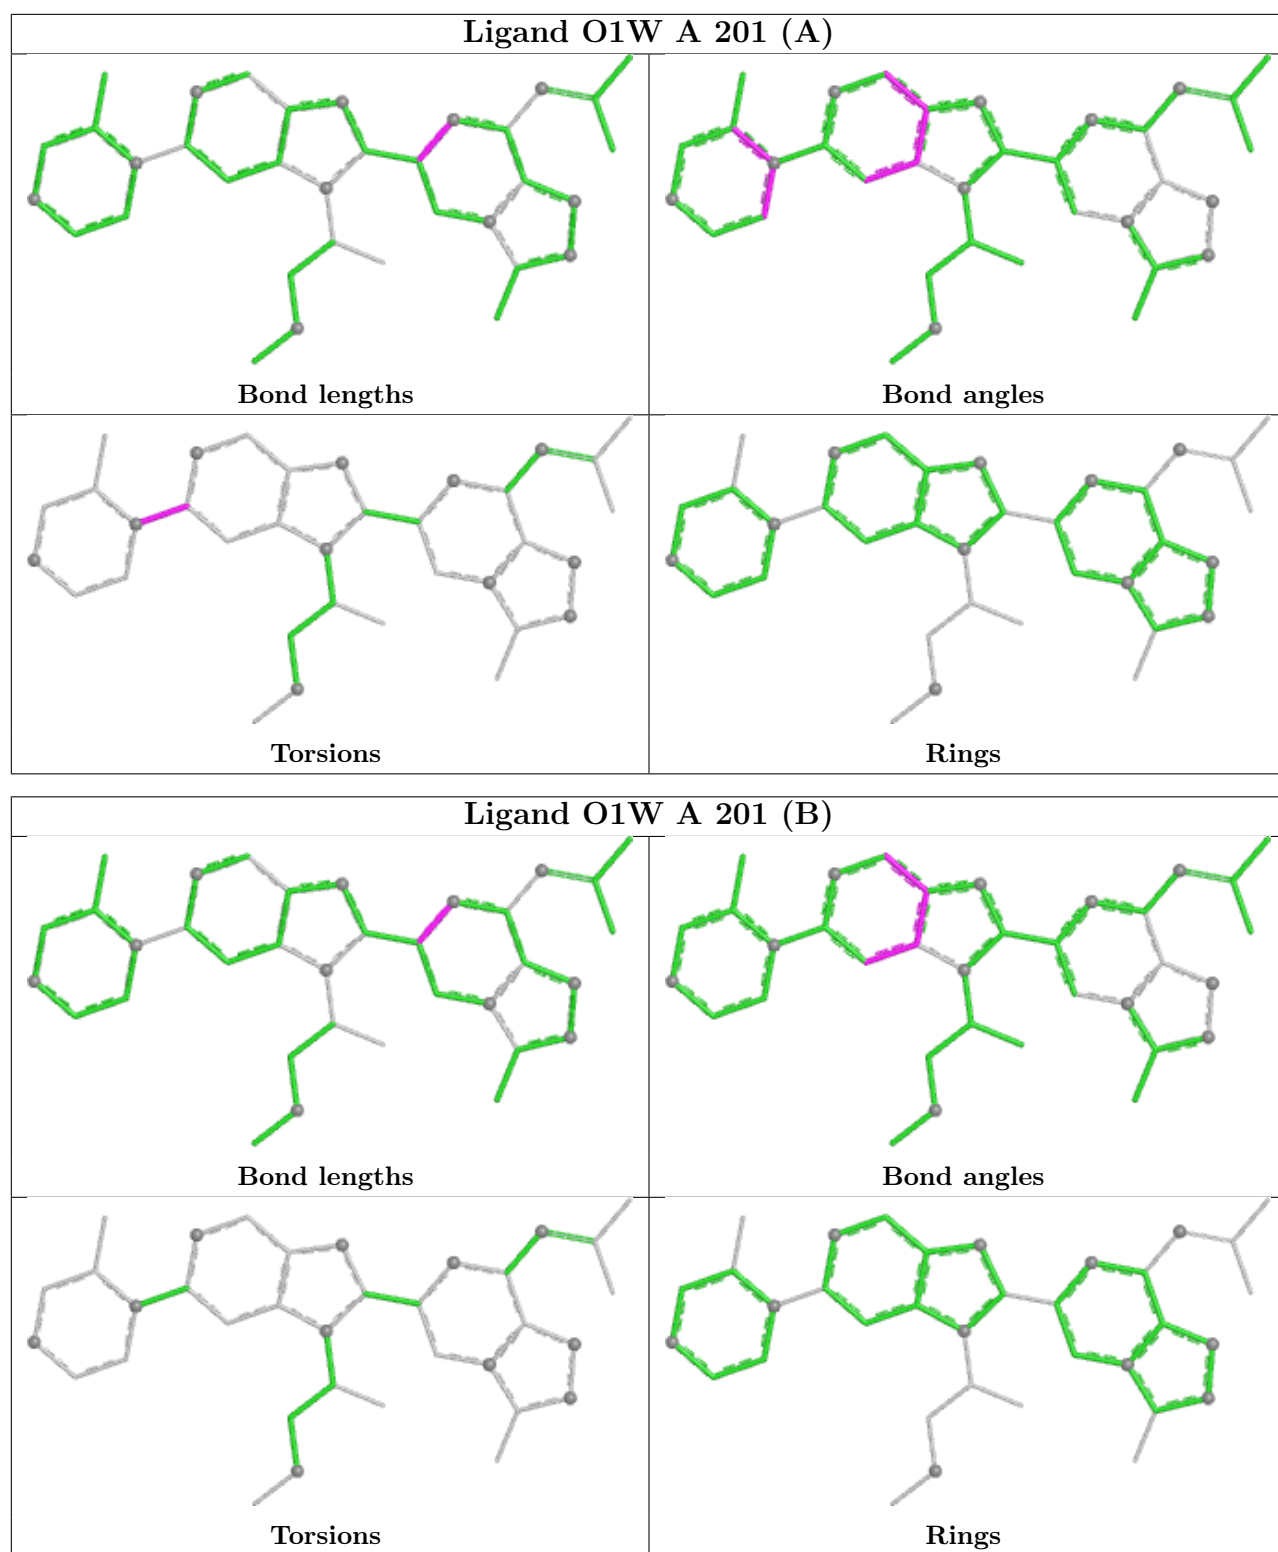 Ligand O1W A 201 (A)
Bond lengths
Bond angles
Torsions
Rings
Ligand O1W A 201 (B)
Bond lengths
Bond angles
Torsions
Rings